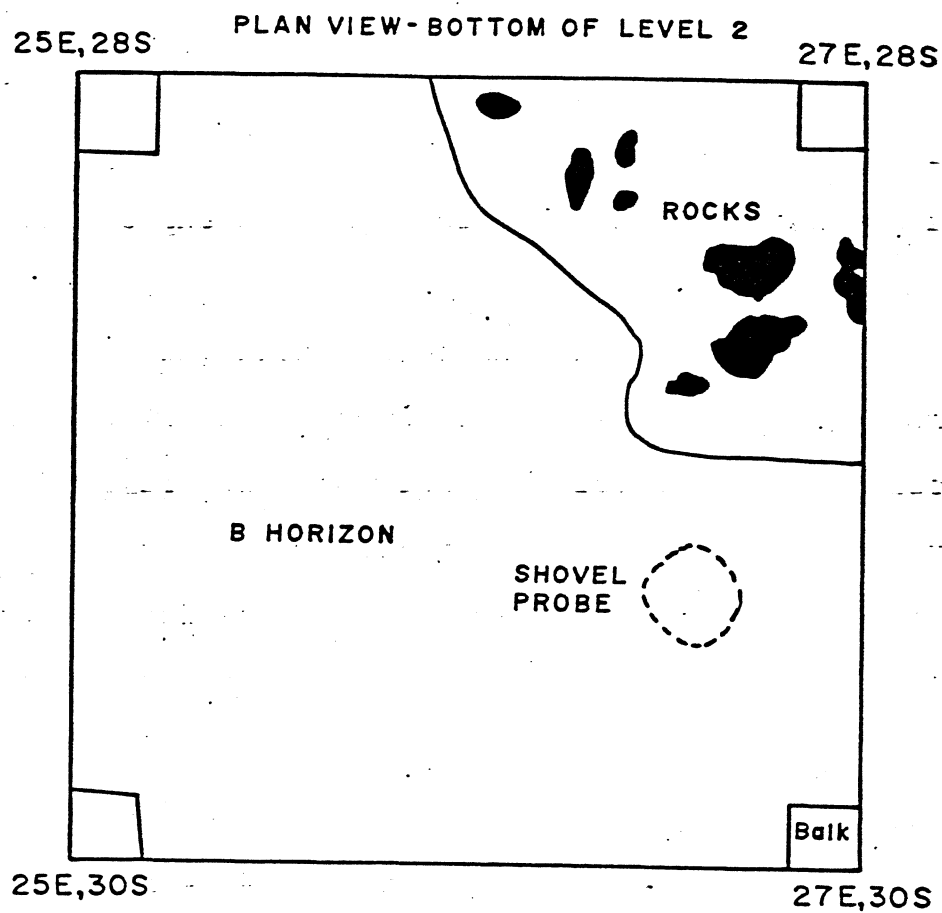 PLAN VIEW-BOTTOM OF LEVEL 2
25E,28S
27E,28S
ROCKS
B HORIZON
SHOVEL
PROBE
Balk
25E,30S
27E,30S